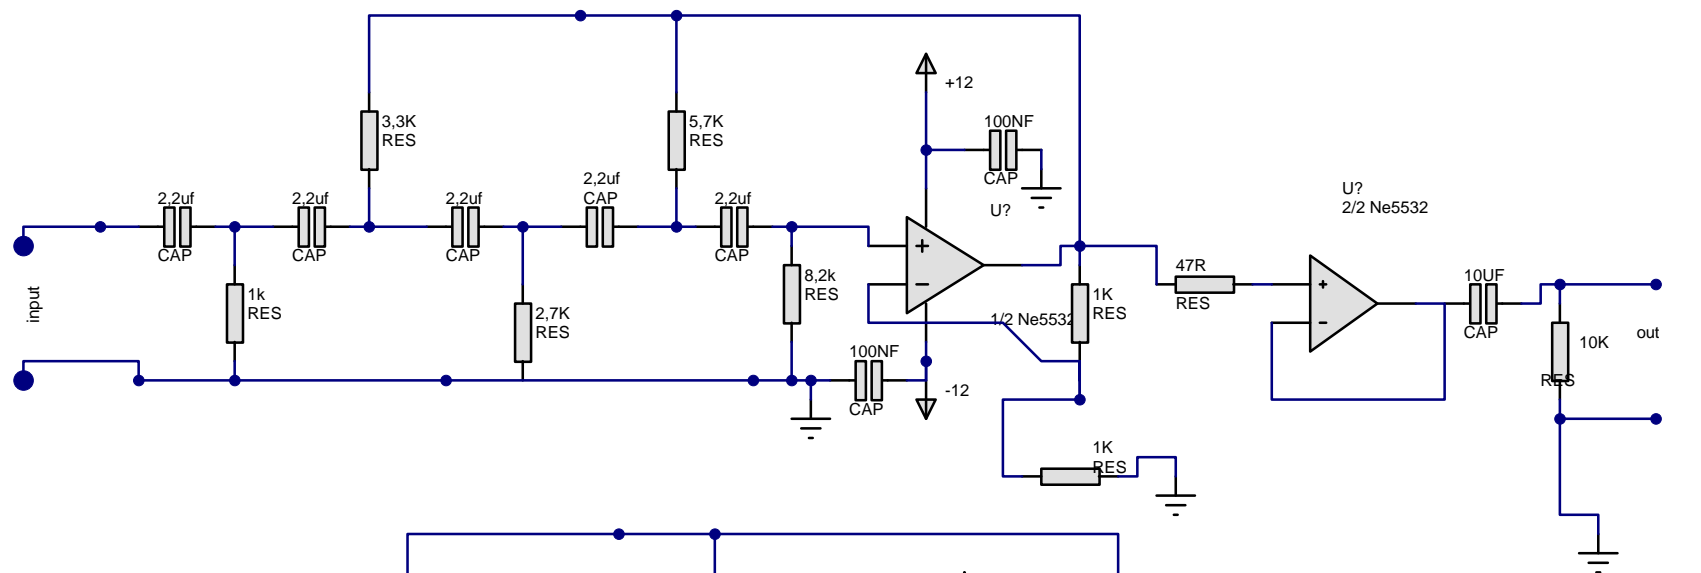 +12
3,3K
RES
5,7K
RES
100NF
CAP
2,2uf
CAP
2,2uf
CAP
2,2uf
CAP
2,2uf
CAP
2,2uf
CAP
U?
U?
2/2 Ne5532
input
1k
RES
2,7K
RES
8,2k
RES
1/2 Ne5532
1K
RES
47R
RES
10UF
CAP
10K
RES
out
100NF
CAP
-12
1K
RES